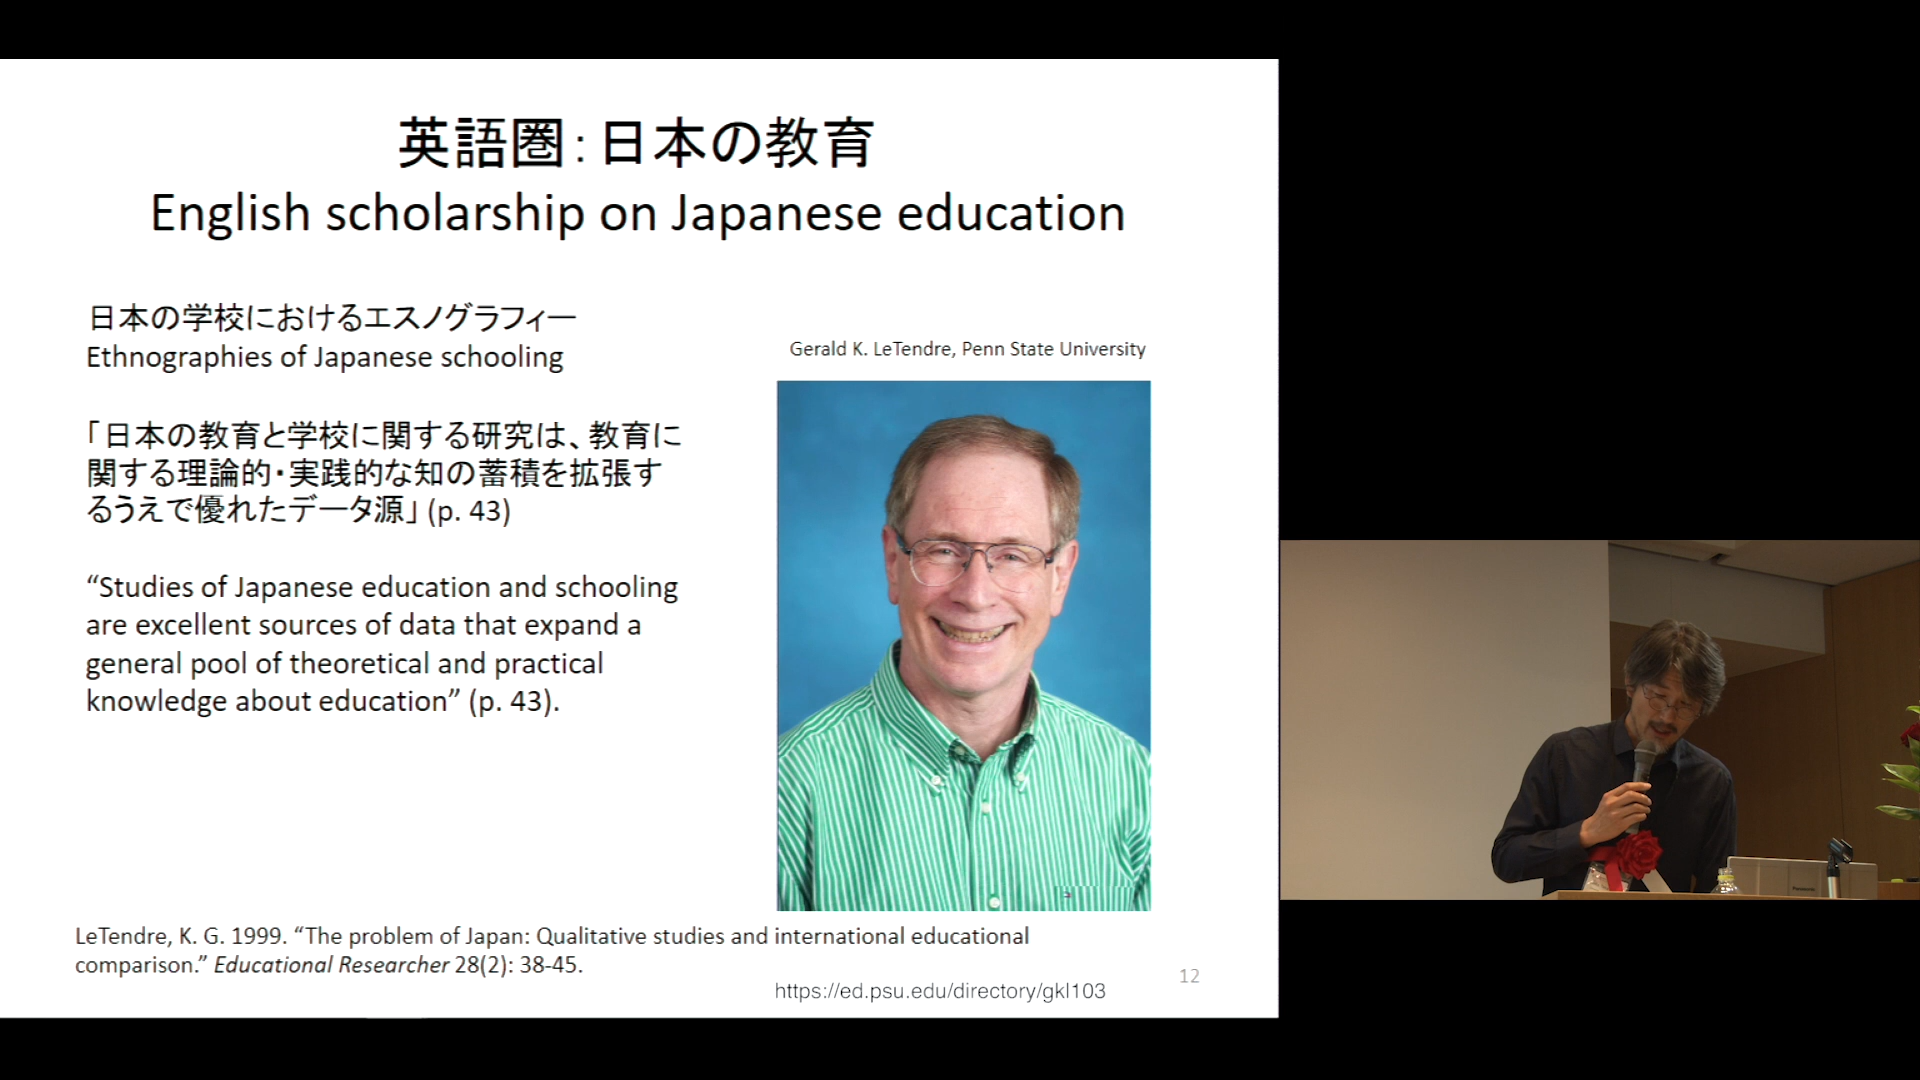 英語圏：日本の教育
English scholarship on Japanese education
日本の学校におけるエスノグラフィー
Ethnographies of Japanese schooling
「日本の教育と学校に関する研究は、教育に
関する理論的・実践的な知の蓄積を拡張す
るうえで優れたデータ源」 (p. 43)
“Studies of Japanese education and schooling
are excellent sources of data that expand a
general pool of theoretical and practical
knowledge about education” (p. 43).
Gerald K. LeTendre, Penn State University
LeTendre, K. G. 1999. “The problem of Japan: Qualitative studies and international educational
comparison.” Educational Researcher 28(2): 38-45.
https://ed.psu.edu/directory/gkl103
12
Panasonic